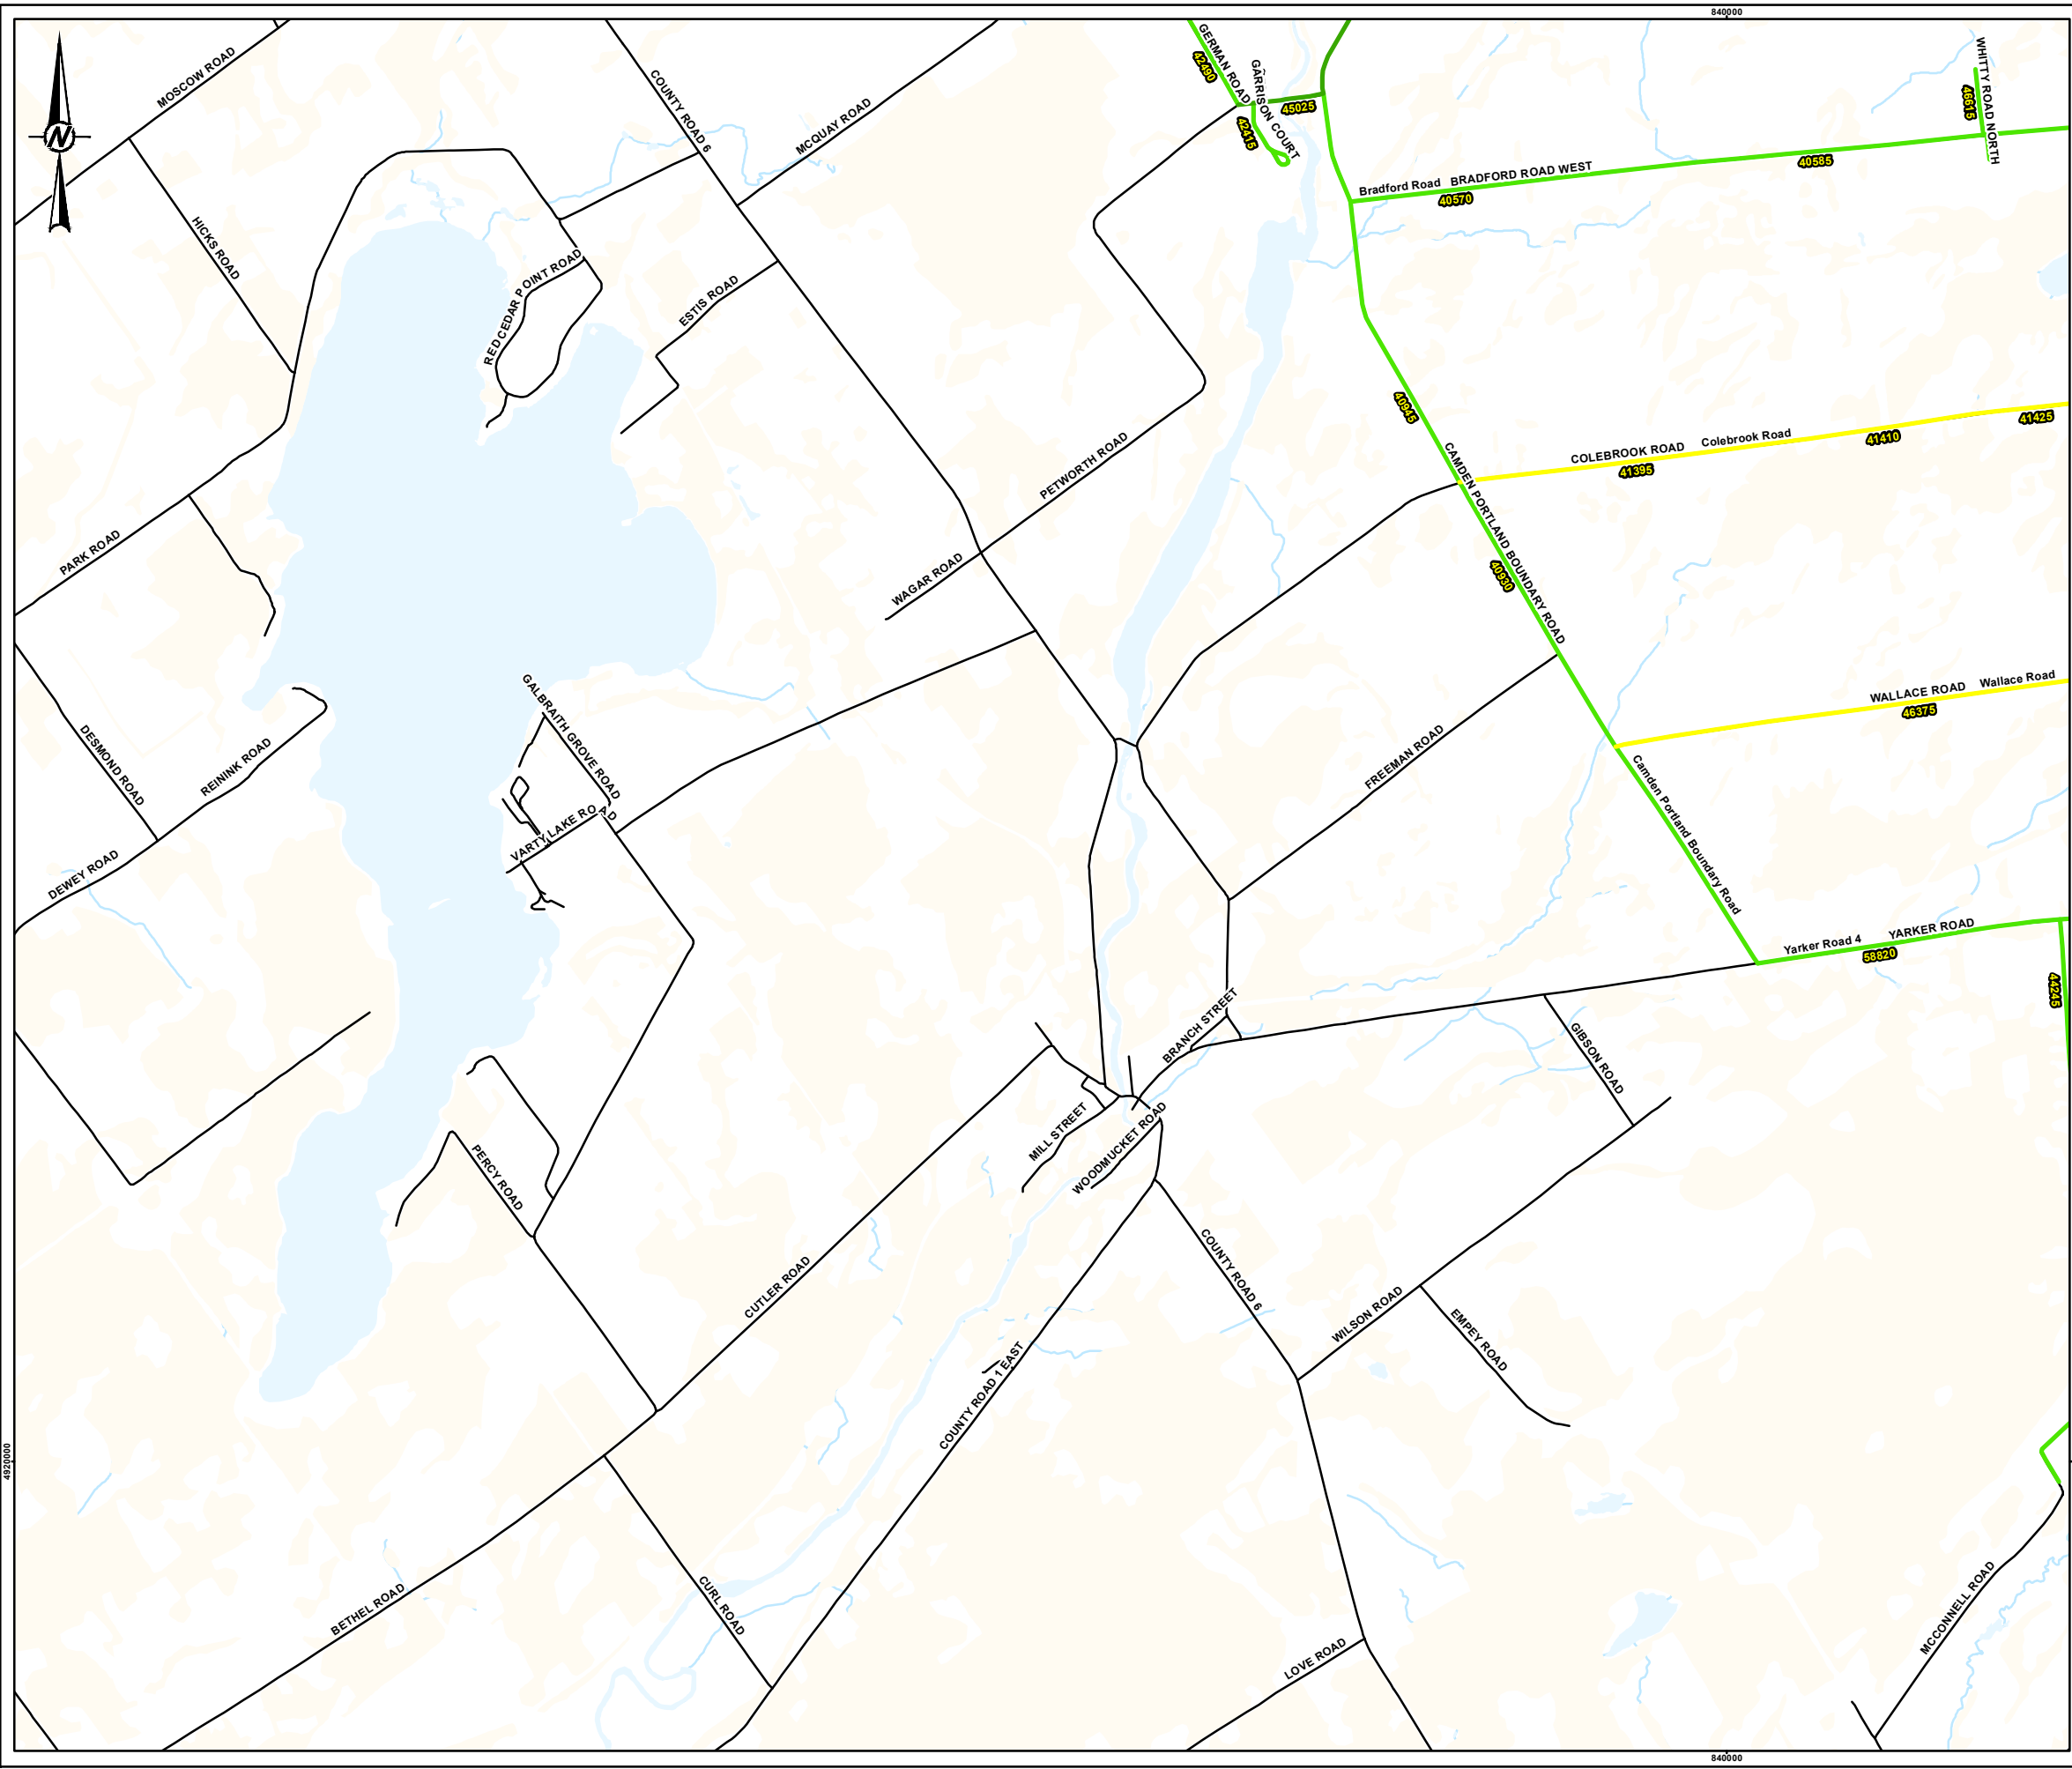 840000
MOSCOW ROAD
COUNTY ROAD 6
MCQUAY ROAD
GERMAN ROAD
42490
GARRISON COURT
45025
42415
WHITTY ROAD NORTH
46615
N
HICKS ROAD
Bradford Road
BRADFORD ROAD WEST
40570
40585
REDCEDAR POINT ROAD
ESTIS ROAD
40945
41425
COLEBROOK ROAD
Colebrook Road
41410
41395
PETWORTH ROAD
CAMDEN PORTLAND BOUNDARY ROAD
PARK ROAD
WAGAR ROAD
40930
WALLACE ROAD
Wallace Road
46375
GALBRAITH GROVE ROAD
DESMOND ROAD
REININK ROAD
FREEMAN ROAD
VARTY LAKE ROAD
Camden Portland Boundary Road
DEWEY ROAD
Yarker Road 4
YARKER ROAD
58820
44245
BRANCH STREET
GIBSON ROAD
MILL STREET
WOODMUCKET ROAD
PERCY ROAD
CUTLER ROAD
COUNTY ROAD 6
WILSON ROAD
EMPEY ROAD
COUNTY ROAD 1 EAST
4920000
BETHEL ROAD
CURL ROAD
LOVE ROAD
MCCONNELL ROAD
840000